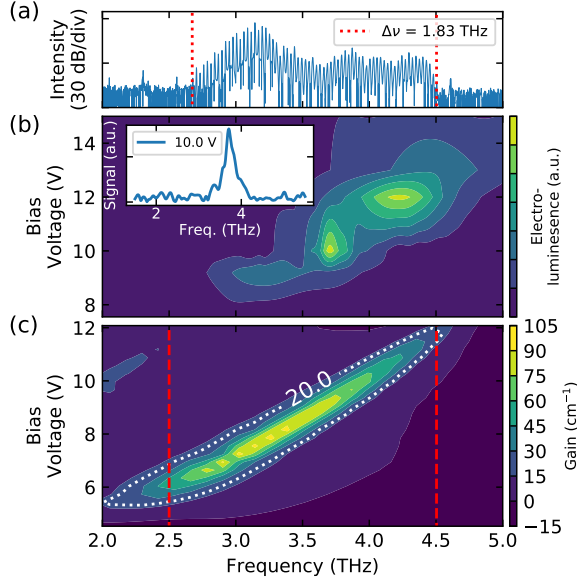 (a)
Intensity
(30 dB/div)
Δν = 1.83 THz
(b)
Bias
Voltage (V)
14
12
10
8
Signal (a.u.)
10.0 V
2
4
Freq. (THz)
Electro-
luminesence (a.u.)
(c)
Bias
Voltage (V)
12
10
8
6
20.0
2.0
2.5
3.0
3.5
4.0
4.5
5.0
Frequency (THz)
105
90
75
60
45
30
15
0
−15
Gain (cm⁻¹)